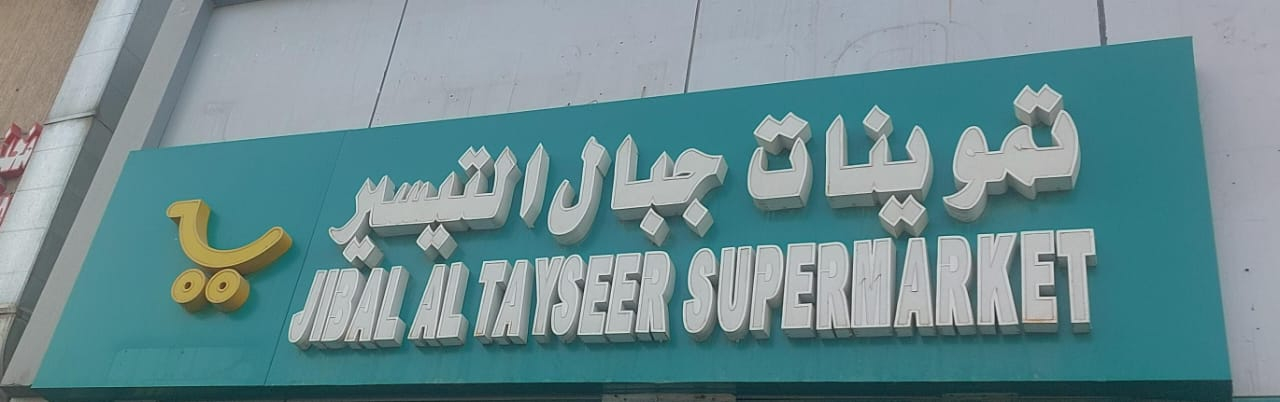 تموينات جبال التيسير
JIBAL AL TAYSEER SUPERMARKET